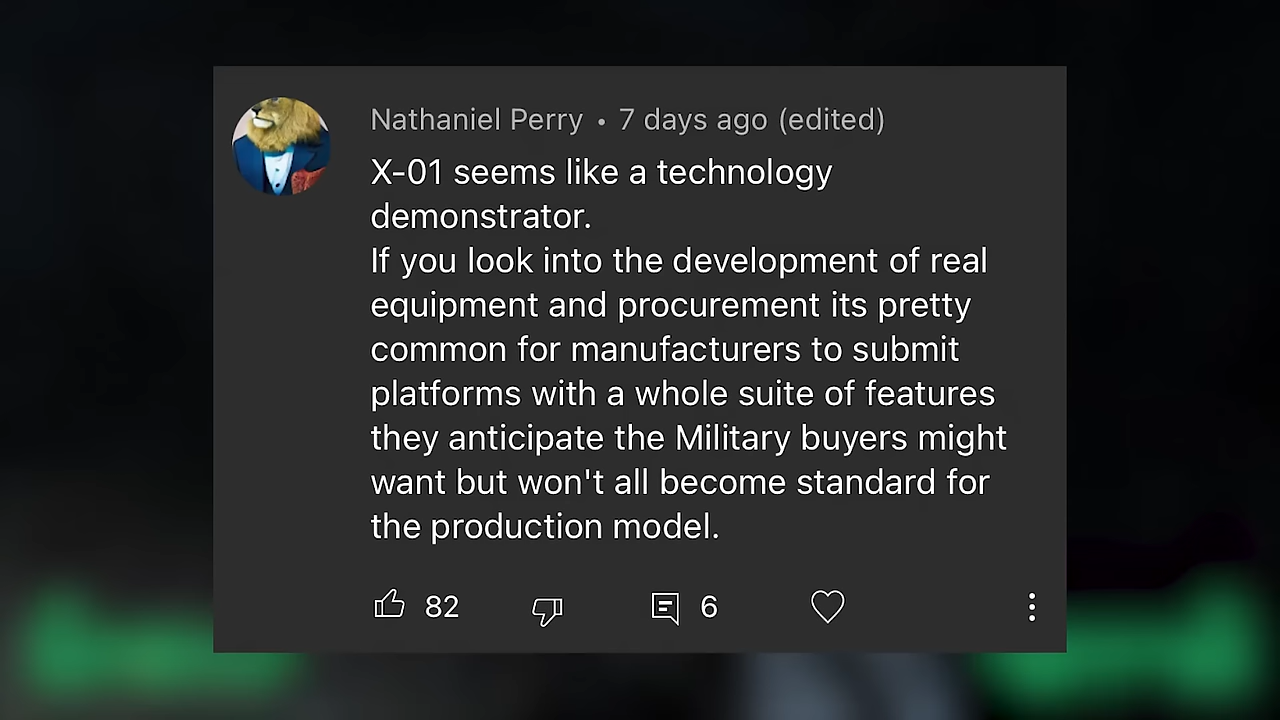 Nathaniel Perry • 7 days ago (edited)
X-01 seems like a technology
demonstrator.
If you look into the development of real
equipment and procurement its pretty
common for manufacturers to submit
platforms with a whole suite of features
they anticipate the Military buyers might
want but won't all become standard for
the production model.
82 6